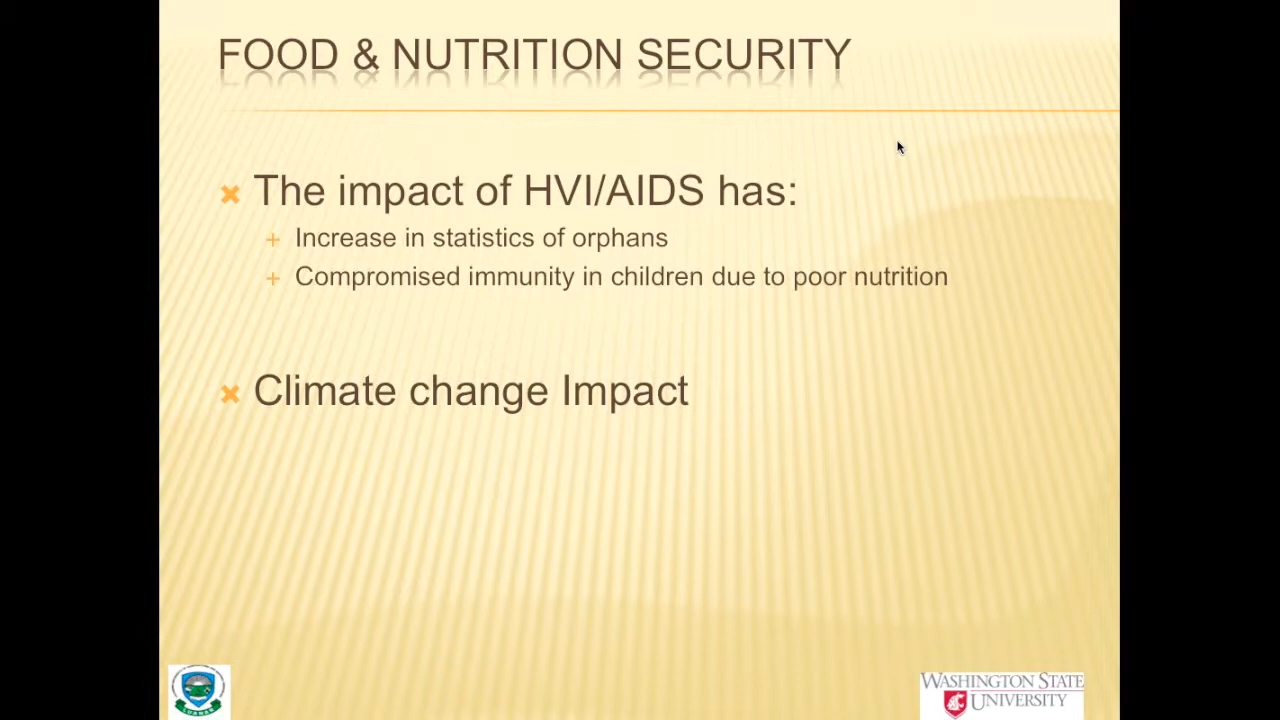 FOOD & NUTRITION SECURITY
The impact of HVI/AIDS has:
Increase in statistics of orphans
Compromised immunity in children due to poor nutrition
Climate change Impact
WASHINGTON STATE
UNIVERSITY